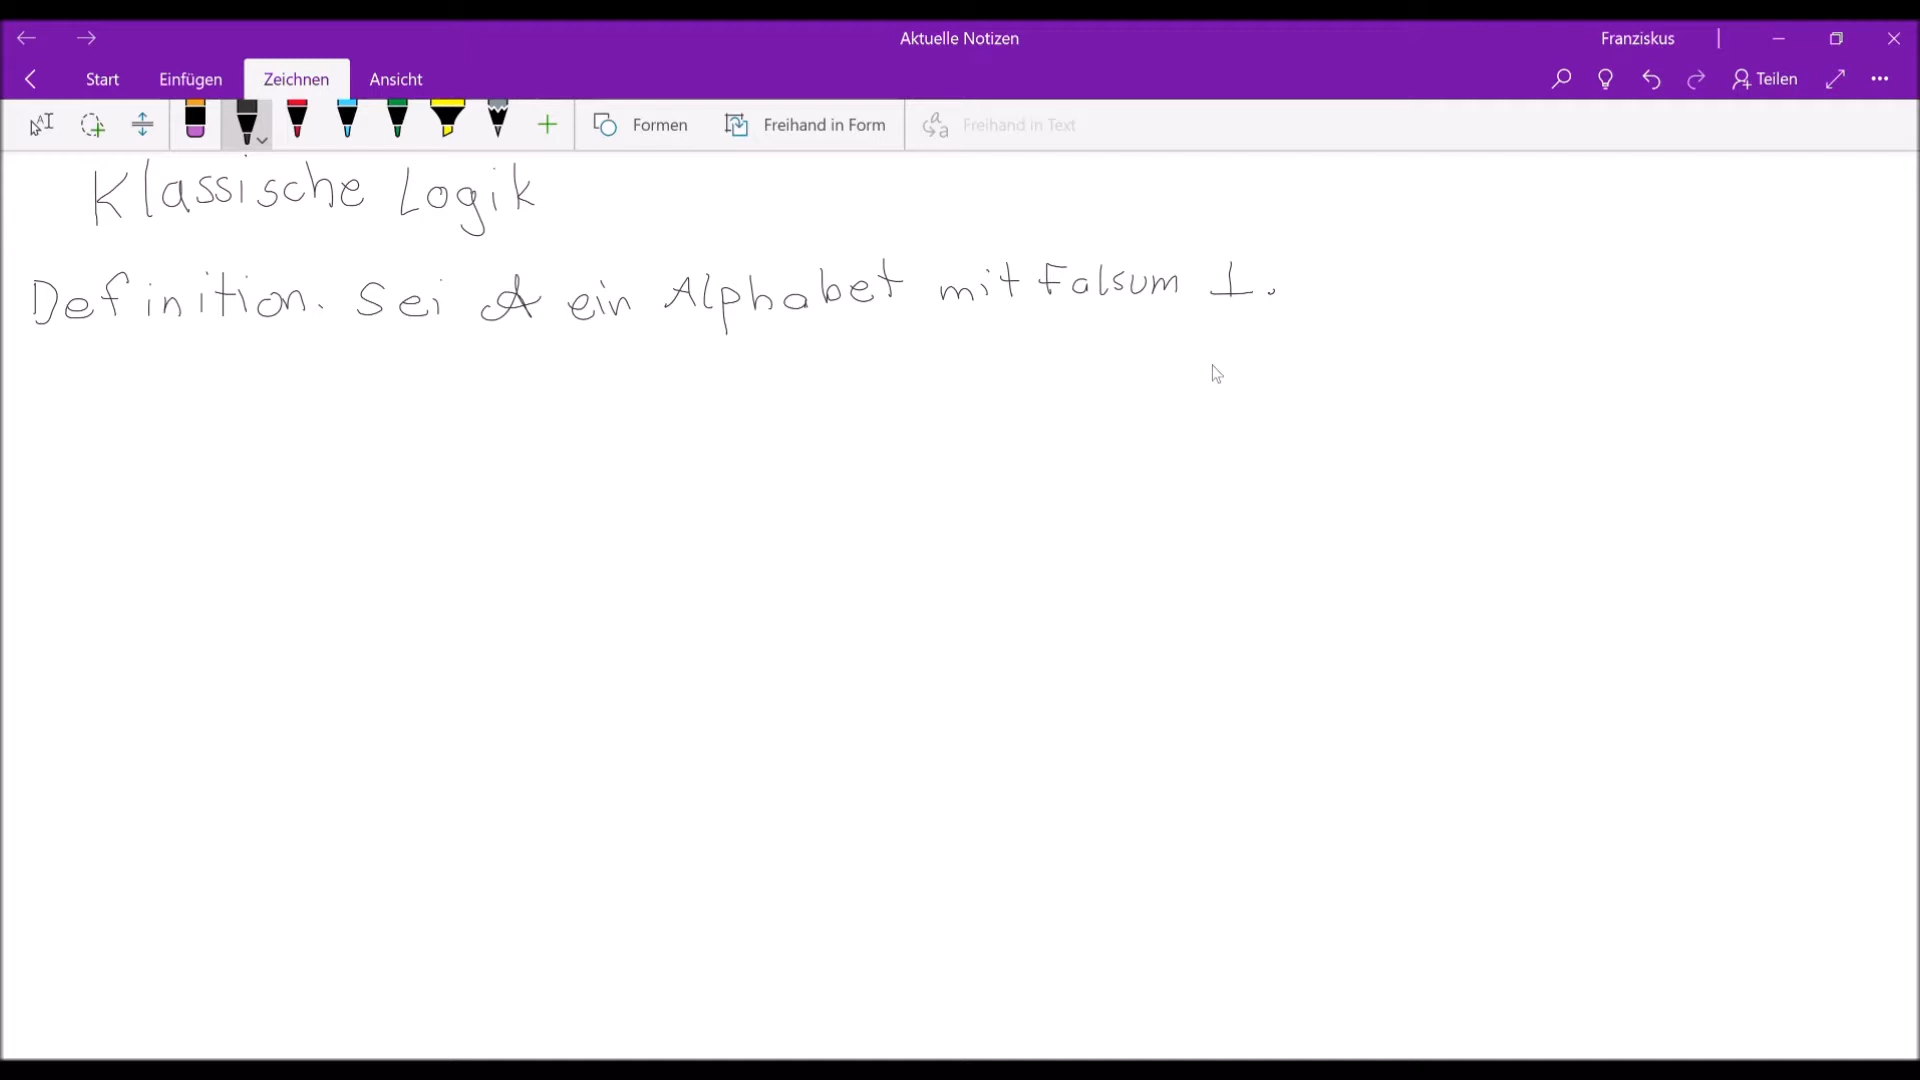 Aktuelle Notizen
Franziskus
Start Einfügen Zeichnen Ansicht
Teilen
Formen Freihand in Form Freihand in Text
Klassische Logik
Definition. Sei A ein Alphabet mit Falsum ⊥.